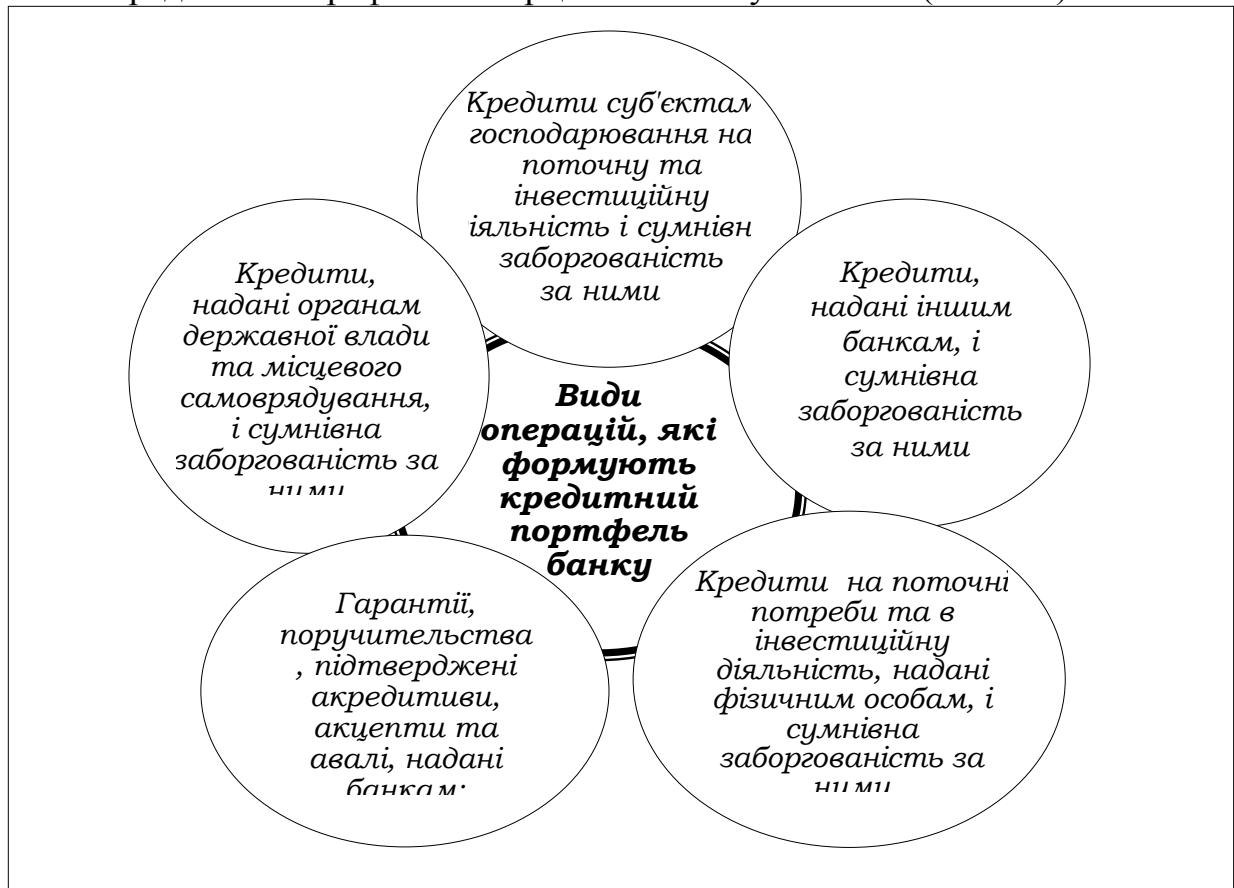 Кредити суб'єктам
господарювання на
поточну та
інвестиційну
іяльність і сумнівн
заборгованість
за ними
Кредити,
надані органам
державної влади
та місцевого
самоврядування,
і сумнівна
заборгованість за
ними
Кредити,
надані іншим
банкам, і
сумнівна
заборгованість
за ними
Види
операцій, які
формують
кредитний
портфель
банку
Гарантії,
поручительства
, підтверджені
акредитиви,
акцепти та
авалі, надані
банкам;
Кредити на поточні
потреби та в
інвестиційну
діяльність, надані
фізичним особам, і
сумнівна
заборгованість за
ними